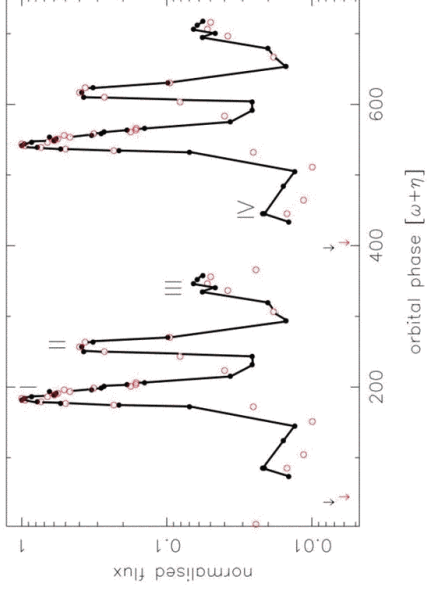 I
II
III
IV
1
0.1
0.01
normalised flux
200
400
600
orbital phase [ω+η]